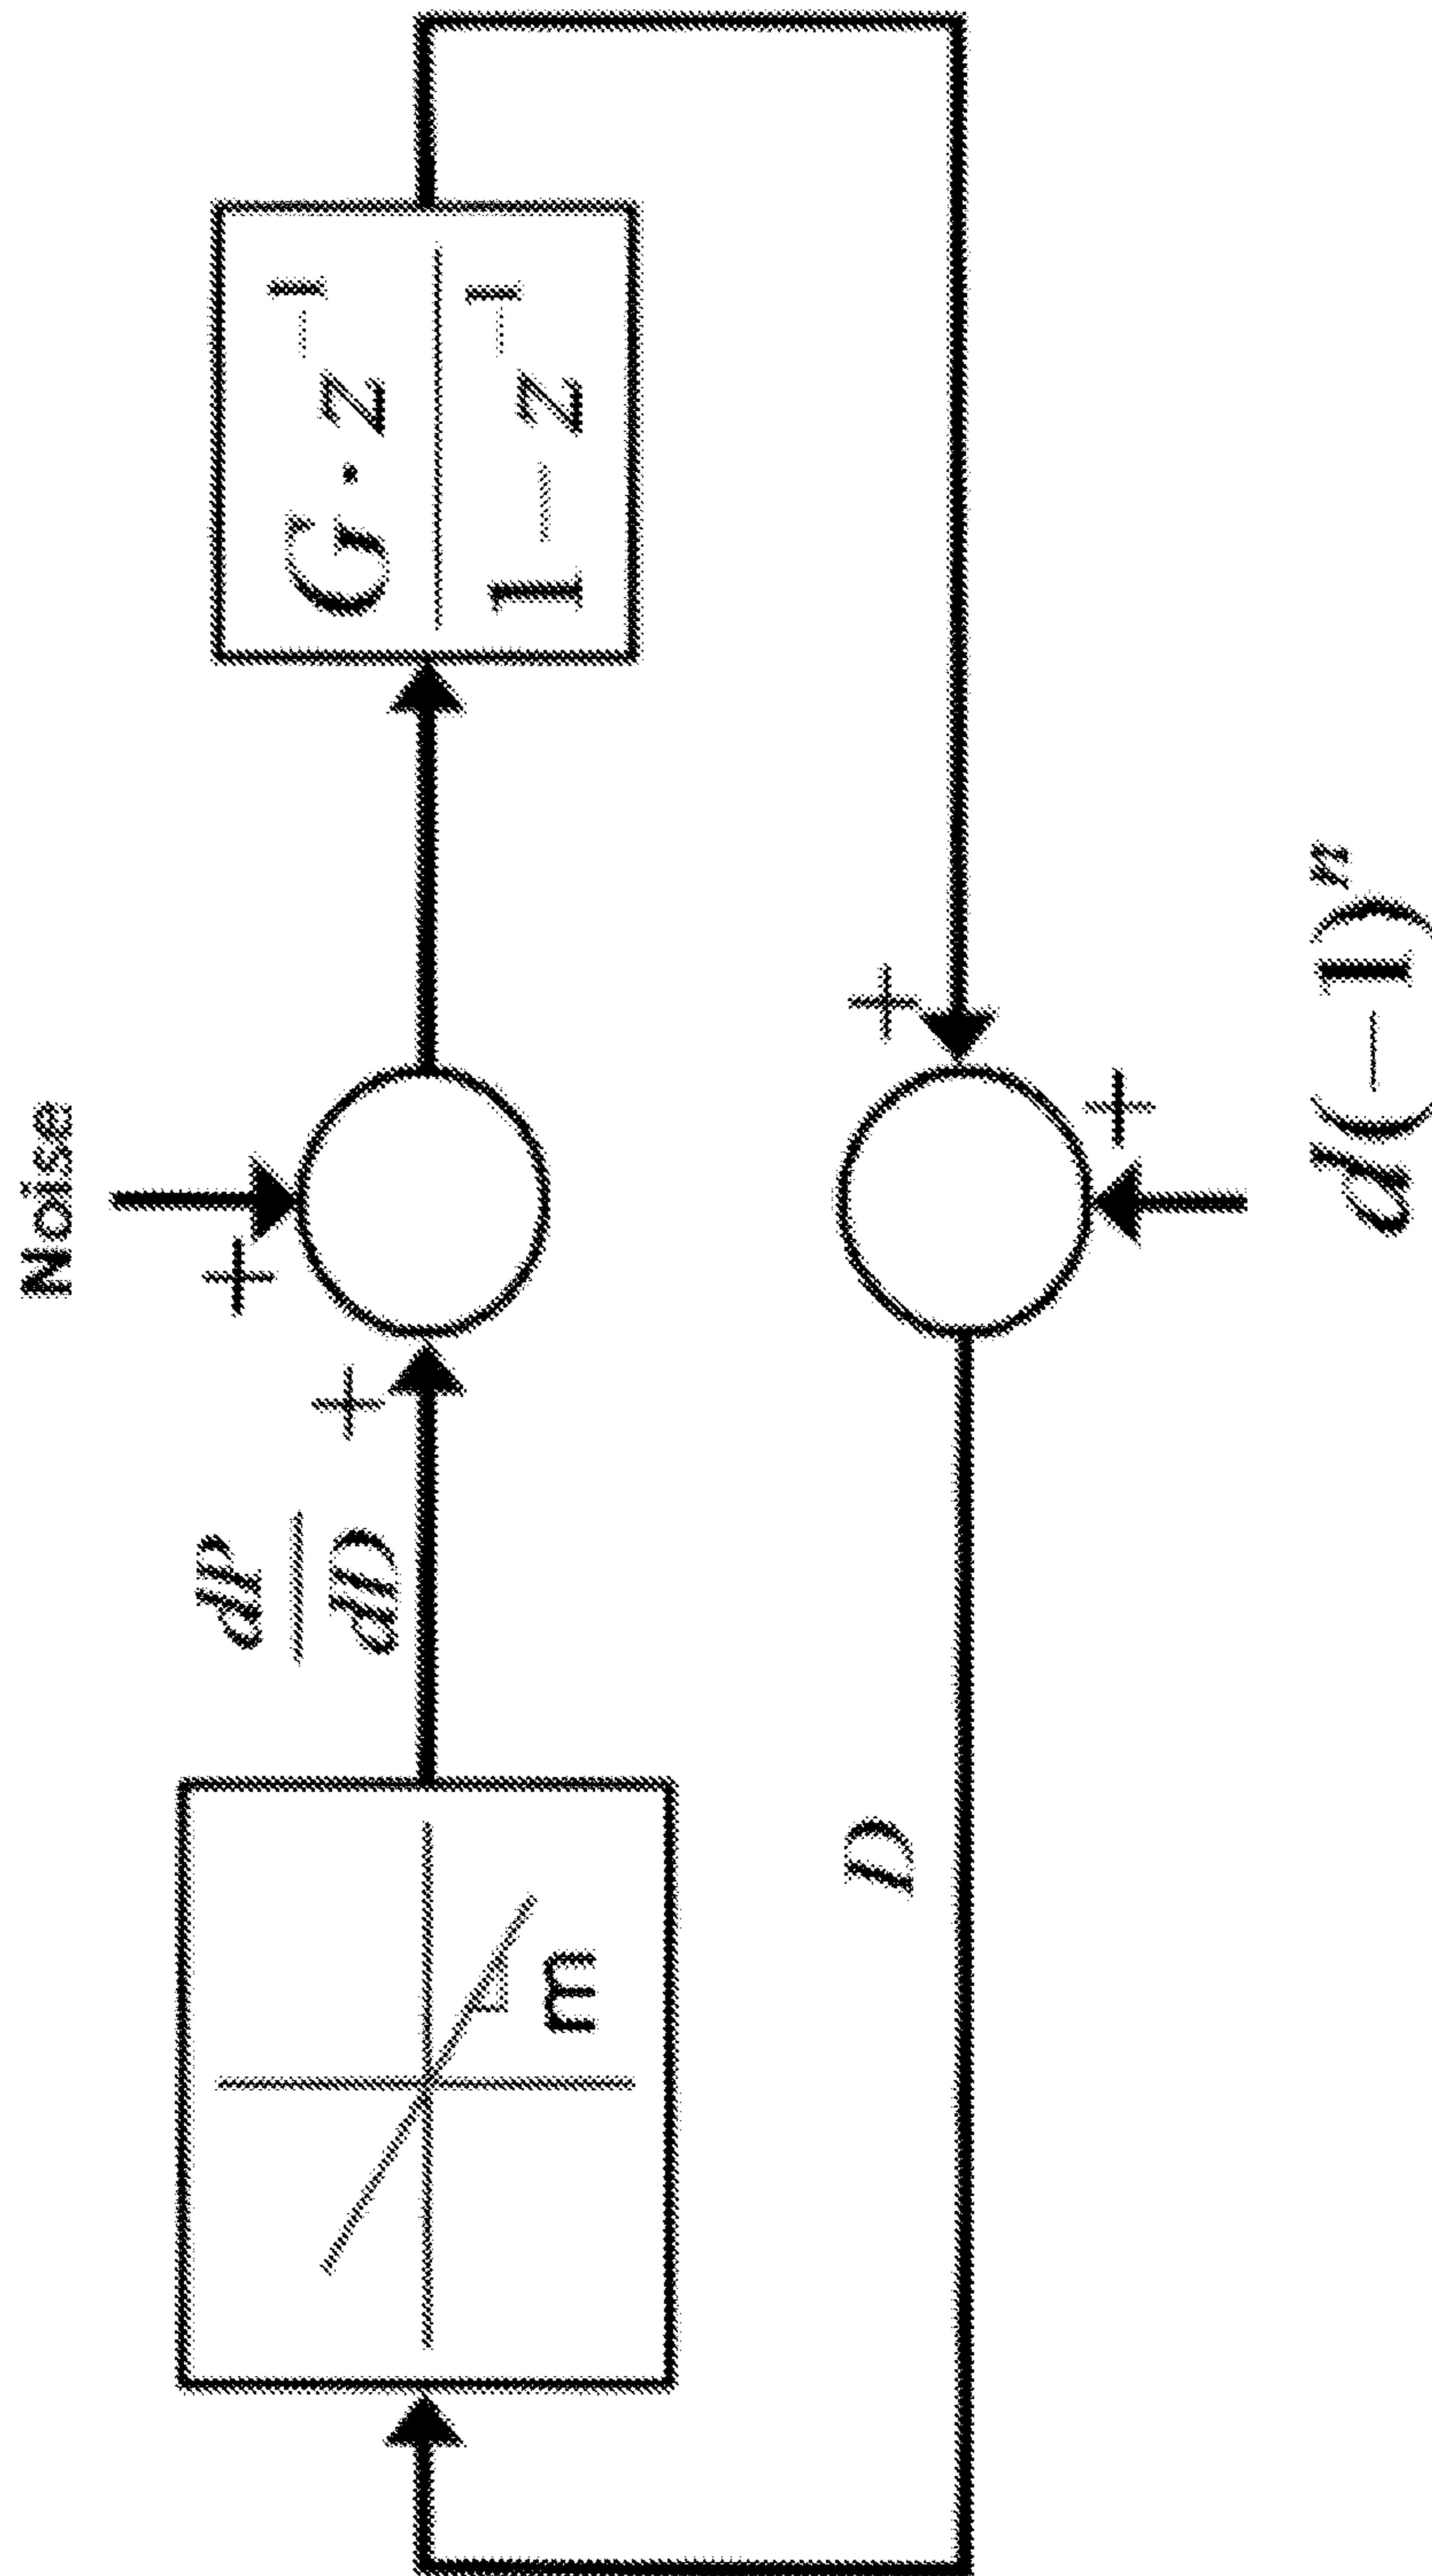 Noise
+
dP
dD
+
G · z⁻¹
1 − z⁻¹
m
D
+
+
d(−1)ⁿ